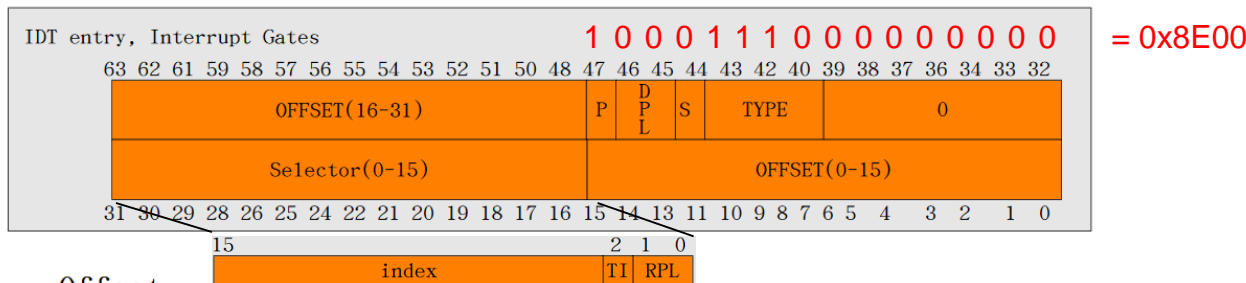 IDT entry, Interrupt Gates 1 0 0 0 1 1 1 0 0 0 0 0 0 0 0 0 = 0x8E00
63 62 61 59 58 57 56 55 54 53 52 51 50 48 47 46 45 44 43 42 40 39 38 37 36 34 33 32
OFFSET(16-31) P DPL S TYPE 0
Selector(0-15) OFFSET(0-15)
31 30 29 28 26 25 24 22 21 20 19 18 17 16 15 14 13 11 10 9 8 7 6 5 4 3 2 1 0
15 2 1 0
index TI RPL